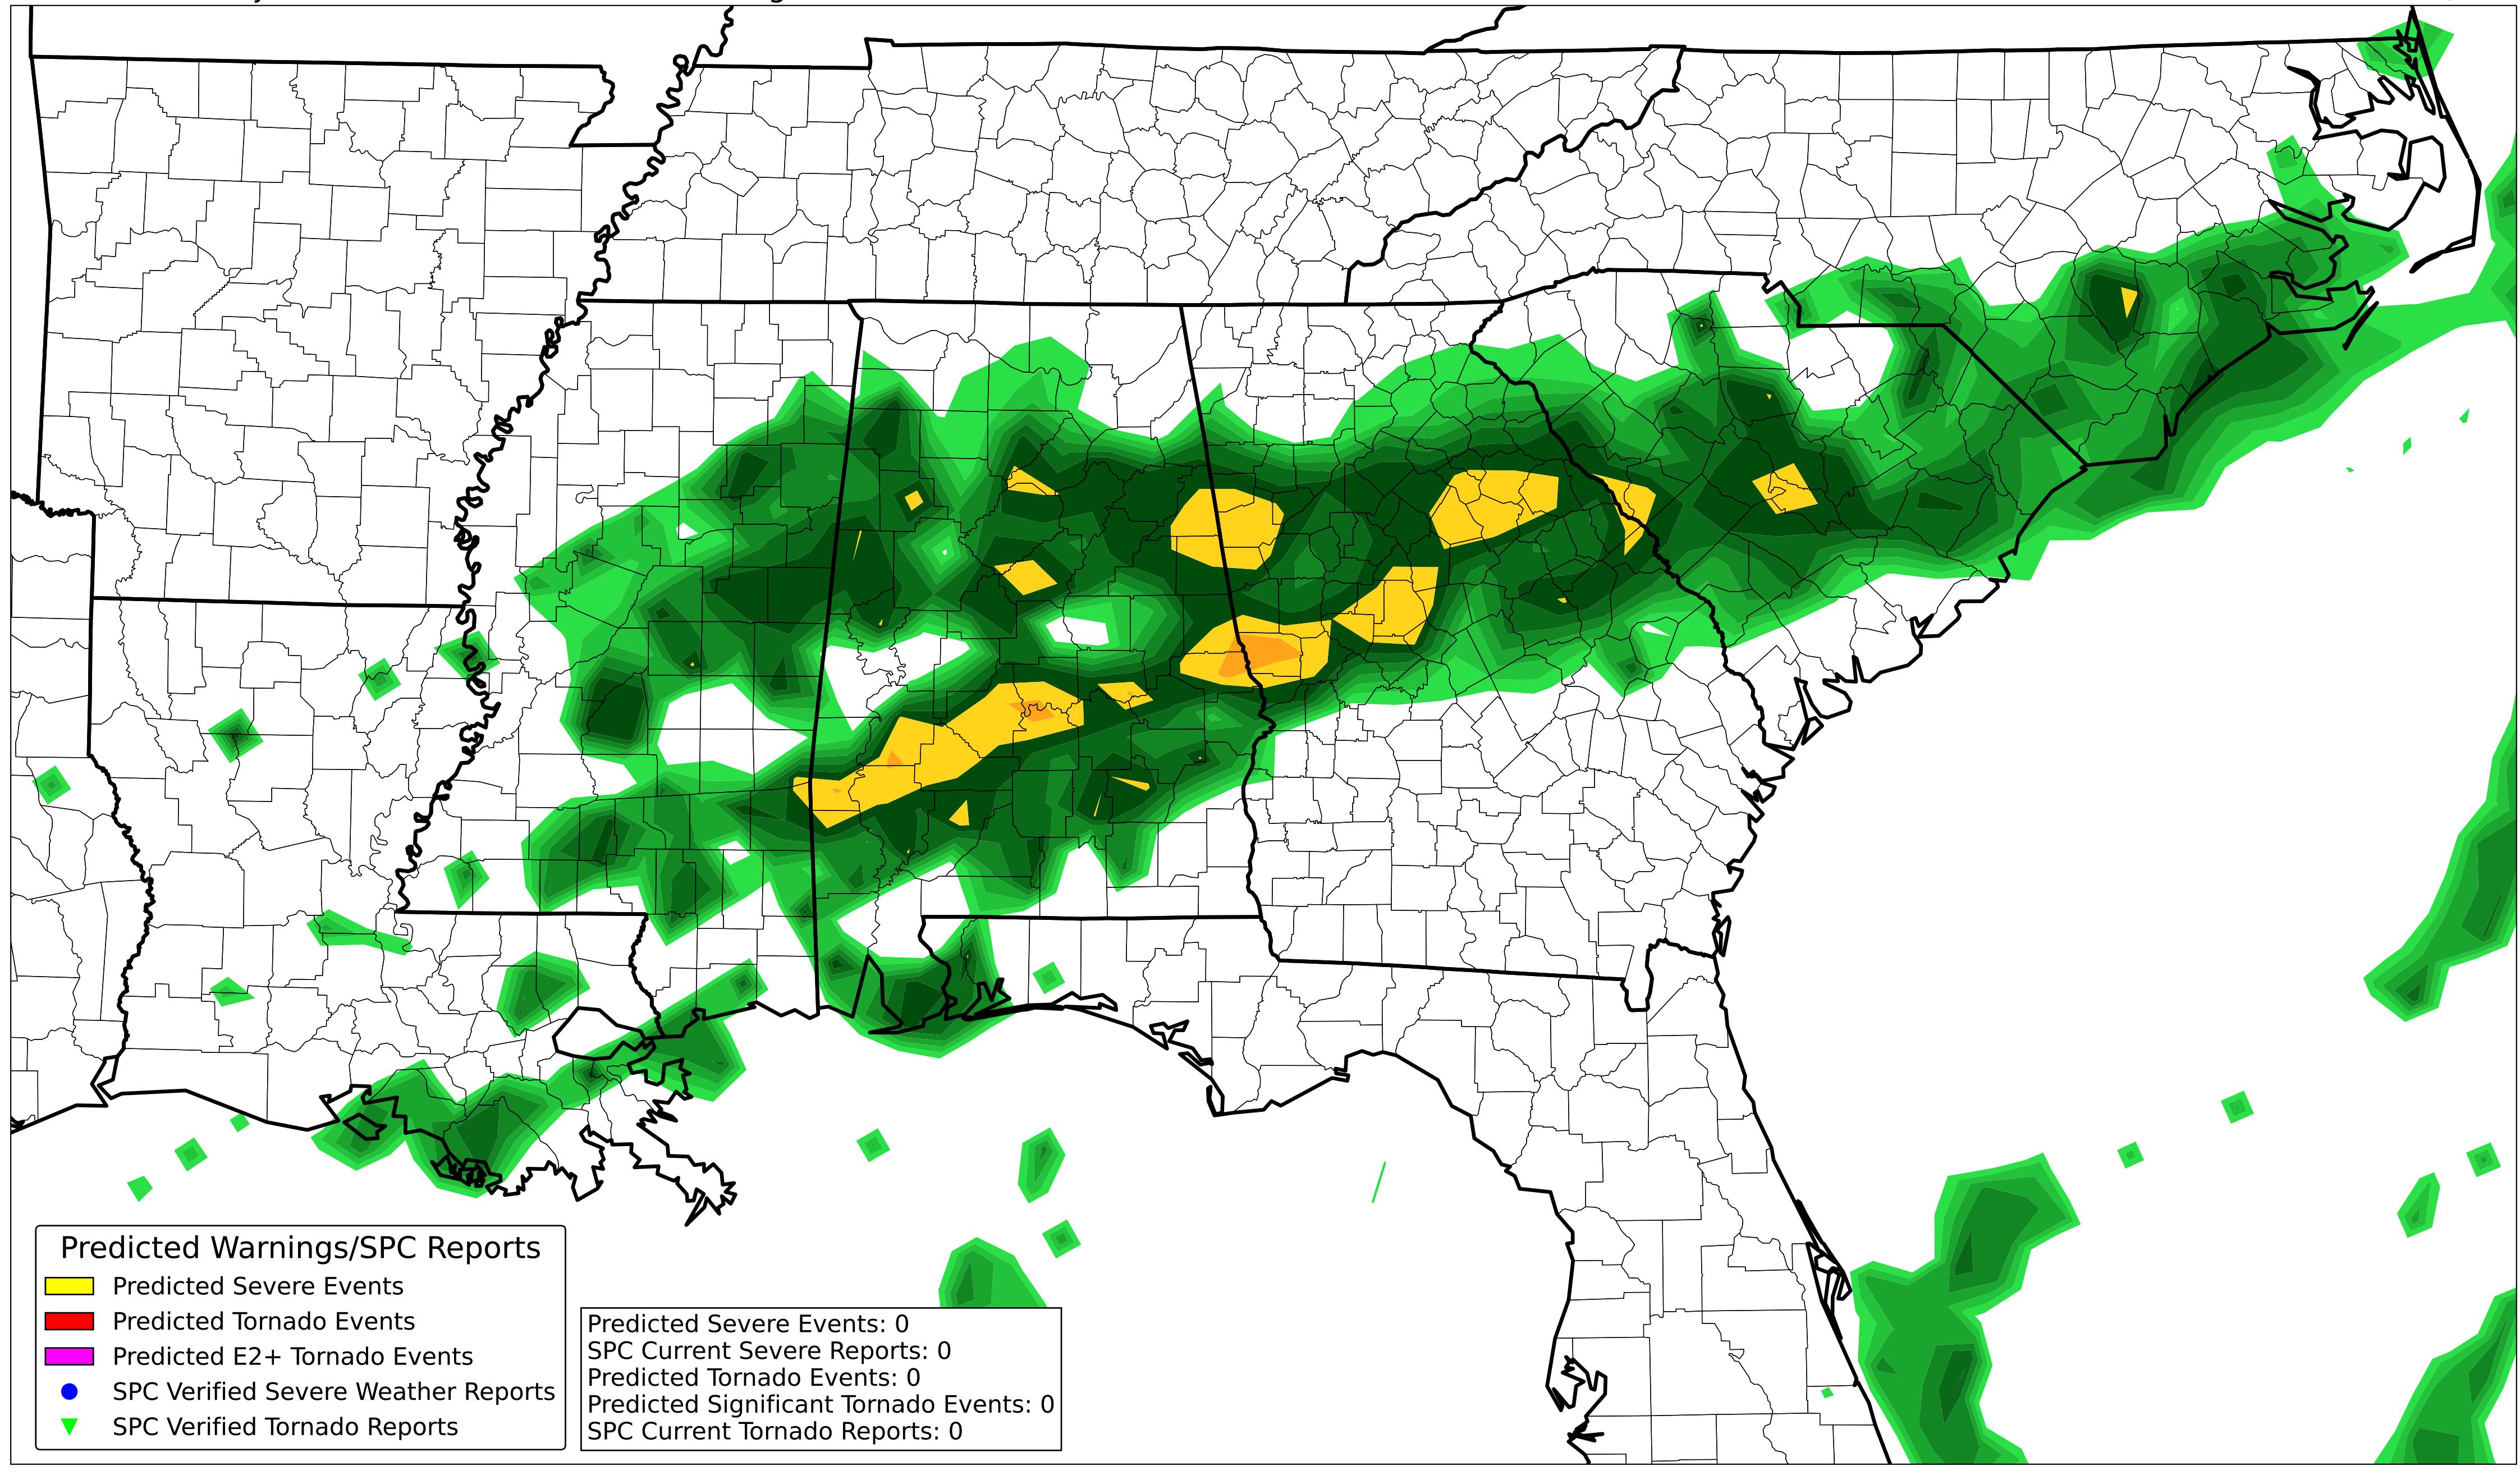 Predicted Warnings/SPC Reports
Predicted Severe Events
Predicted Tornado Events
Predicted E2+ Tornado Events
SPC Verified Severe Weather Reports
SPC Verified Tornado Reports
Predicted Severe Events: 0
SPC Current Severe Reports: 0
Predicted Tornado Events: 0
Predicted Significant Tornado Events: 0
SPC Current Tornado Reports: 0